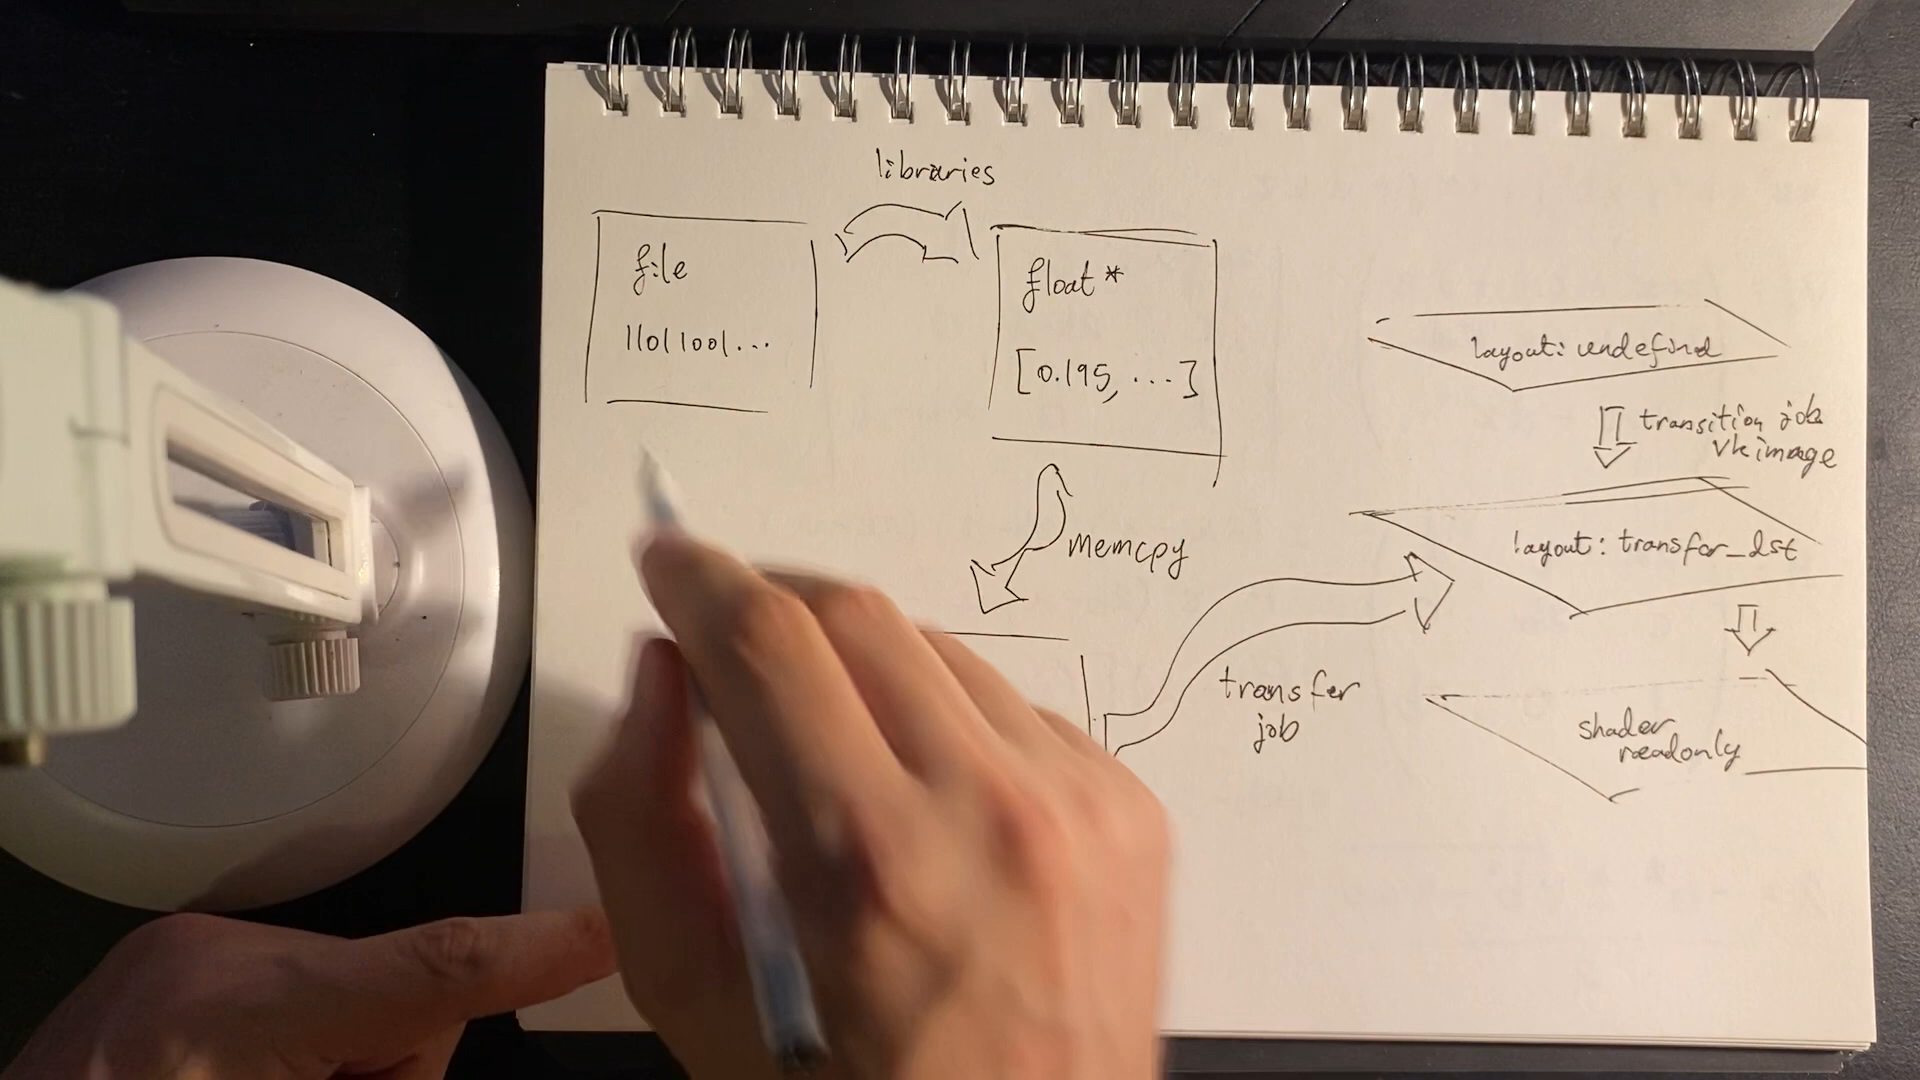 libraries
file
11011001...
float *
[0.195, ...]
memcpy
transfer
job
layout: undefined
transition job
Vkimage
layout: transfer_dst
shader
readonly